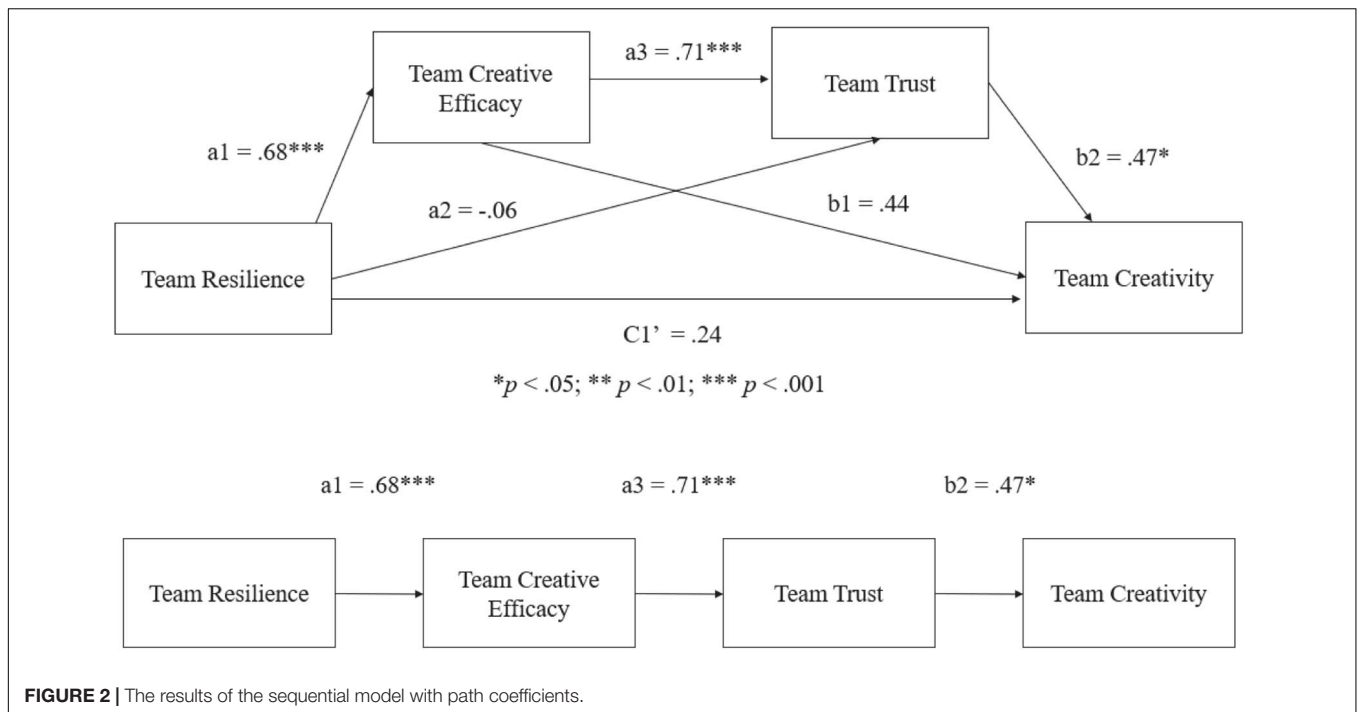 Team Creative
Efficacy
a3 = .71***
Team Trust
a1 = .68***
b2 = .47*
a2 = -.06
b1 = .44
Team Resilience
Team Creativity
C1’ = .24
*p < .05; ** p < .01; *** p < .001
a1 = .68***
a3 = .71***
b2 = .47*
Team Resilience
Team Creative
Efficacy
Team Trust
Team Creativity
FIGURE 2 | The results of the sequential model with path coefficients.